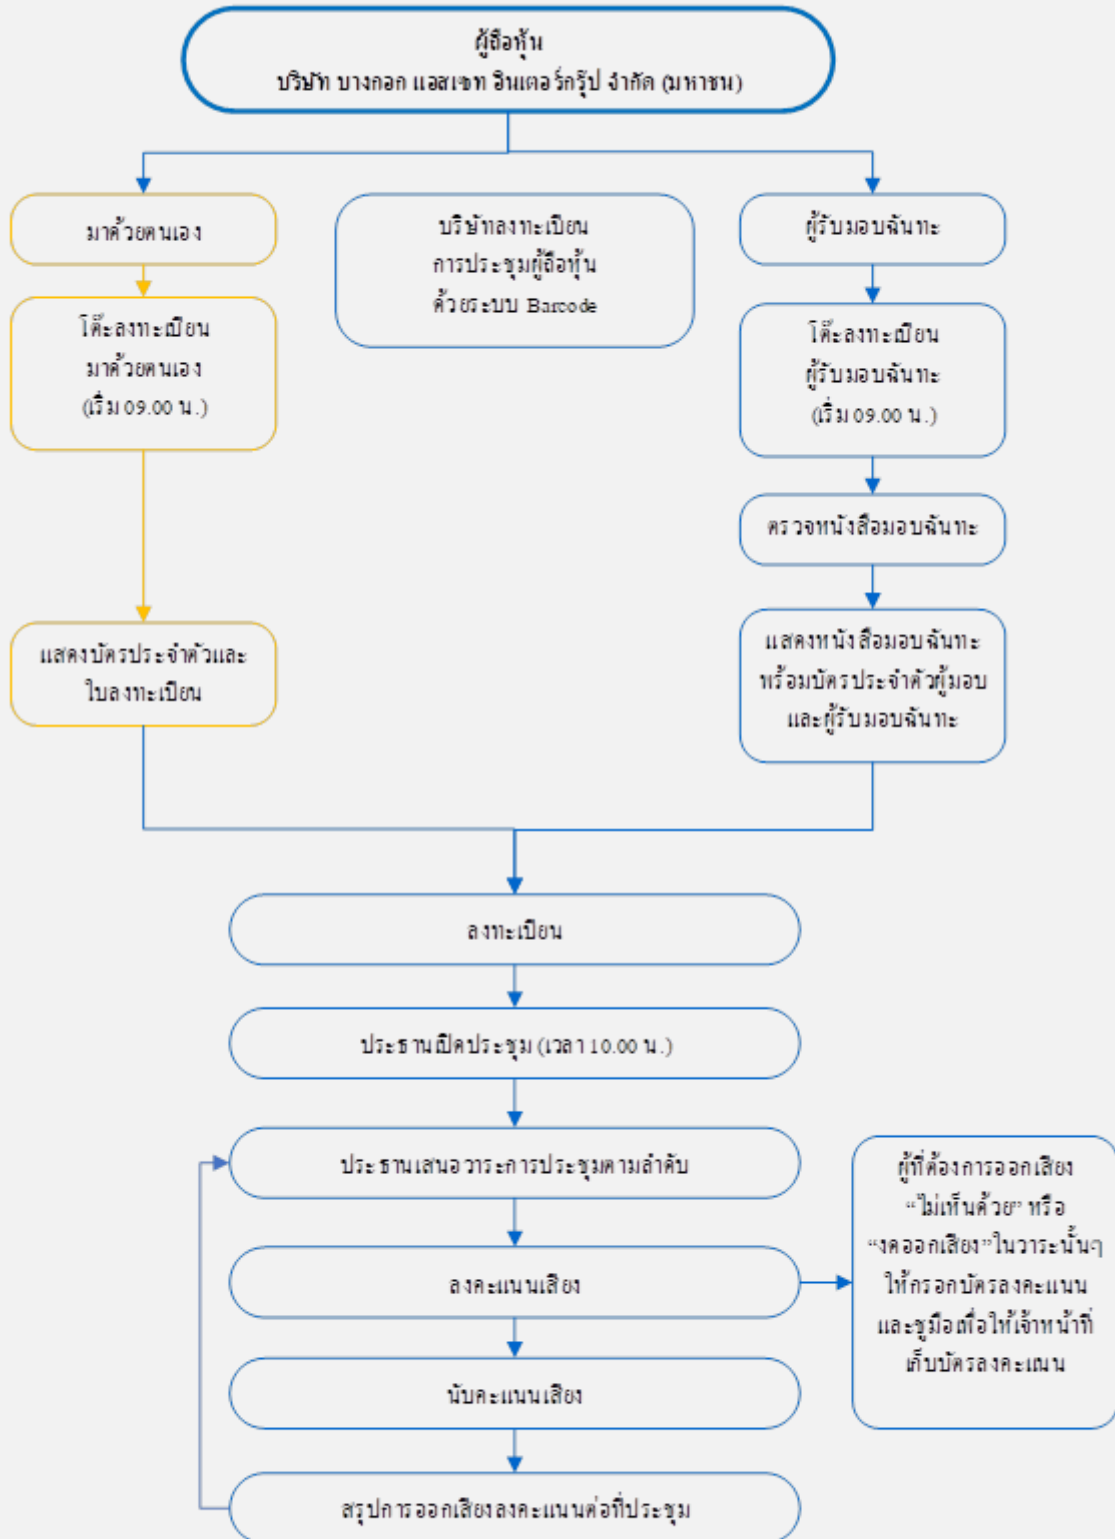 ผู้ถือหุ้น
บริษัท บางกอก แอสเซท อินเตอร์กรุ๊ป จำกัด (มหาชน)
มาด้วยตนเอง
บริษัทลงทะเบียน
การประชุมผู้ถือหุ้น
ด้วยระบบ Barcode
ผู้รับมอบฉันทะ
โต๊ะลงทะเบียน
มาด้วยตนเอง
(เริ่ม 09.00 น.)
โต๊ะลงทะเบียน
ผู้รับมอบฉันทะ
(เริ่ม 09.00 น.)
ตรวจหนังสือมอบฉันทะ
แสดงบัตรประจำตัวและ
ใบลงทะเบียน
แสดงหนังสือมอบฉันทะ
พร้อมบัตรประจำตัวผู้มอบ
และผู้รับมอบฉันทะ
ลงทะเบียน
ประธานเปิดประชุม (เวลา 10.00 น.)
ประธานเสนอวาระการประชุมตามลำดับ
ลงคะแนนเสียง
ผู้ที่ต้องการออกเสียง
“ไม่เห็นด้วย” หรือ
“งดออกเสียง”ในวาระนั้นๆ
ให้กรอกบัตรลงคะแนน
และชูมือเพื่อให้เจ้าหน้าที่
เก็บบัตรลงคะแนน
นับคะแนนเสียง
สรุปการออกเสียงลงคะแนนต่อที่ประชุม